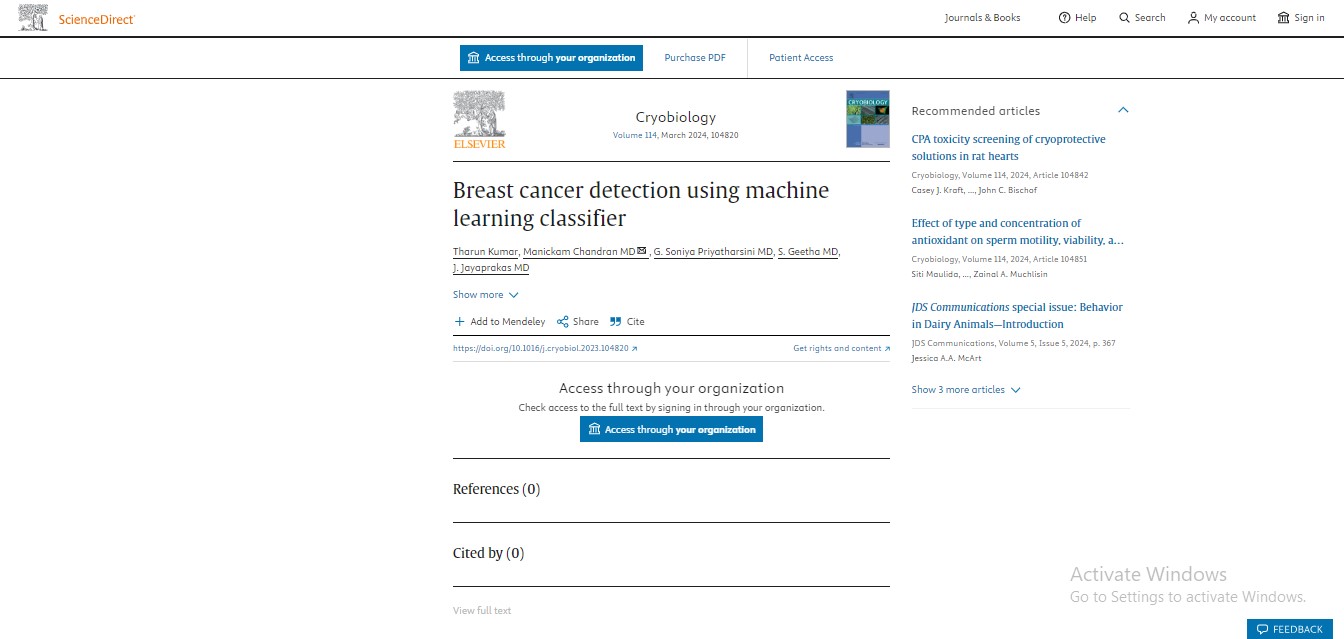 ScienceDirect
Journals & Books
Help
Search
My account
Sign in
Access through your organization
Purchase PDF
Patient Access
ELSEVIER
Cryobiology
Volume 114, March 2024, 104820
CRYOBIOLOGY
Breast cancer detection using machine
learning classifier
Tharun Kumar, Manickam Chandran MD, G. Soniya Priyatharsini MD, S. Geetha MD,
J. Jayaprakas MD
Show more
Add to Mendeley
Share
Cite
https://doi.org/10.1016/j.cryobiol.2023.104820
Get rights and content
Access through your organization
Check access to the full text by signing in through your organization.
Access through your organization
References (0)
Cited by (0)
View full text
Recommended articles
CPA toxicity screening of cryoprotective
solutions in rat hearts
Cryobiology, Volume 114, 2024, Article 104842
Casey J. Kraft, ..., John C. Bischof
Effect of type and concentration of
antioxidant on sperm motility, viability, a...
Cryobiology, Volume 114, 2024, Article 104851
Siti Maulida, ..., Zainal A. Muchlisin
JDS Communications special issue: Behavior
in Dairy Animals—Introduction
JDS Communications, Volume 5, Issue 5, 2024, p. 367
Jessica A.A. McArt
Show 3 more articles
Activate Windows
Go to Settings to activate Windows.
FEEDBACK